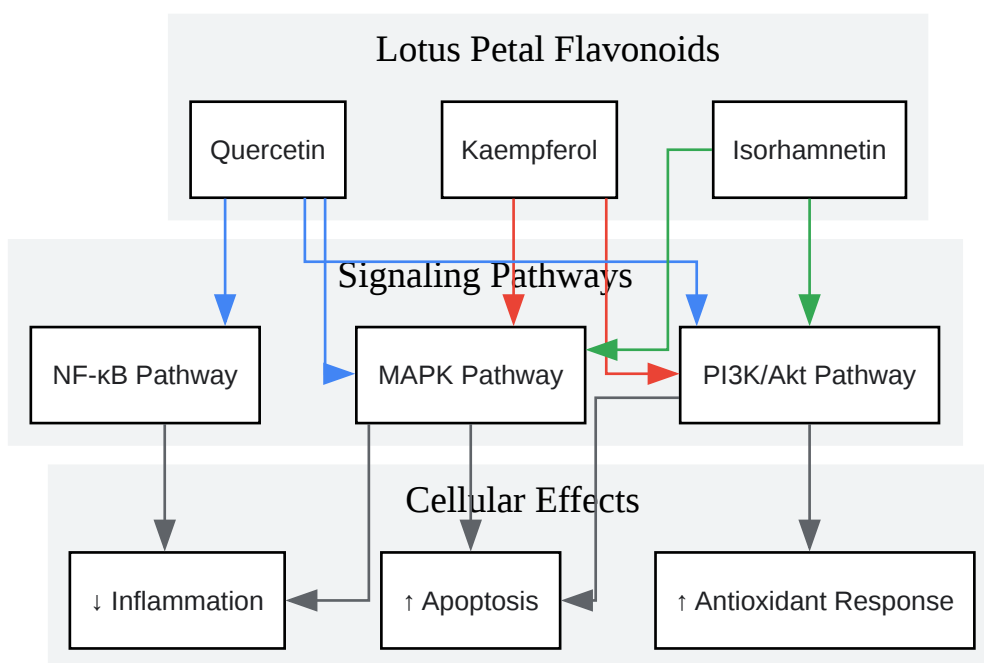 Lotus Petal Flavonoids
Quercetin
Kaempferol
Isorhamnetin
Signaling Pathways
NF-κB Pathway
MAPK Pathway
PI3K/Akt Pathway
Cellular Effects
↓ Inflammation
↑ Apoptosis
↑ Antioxidant Response